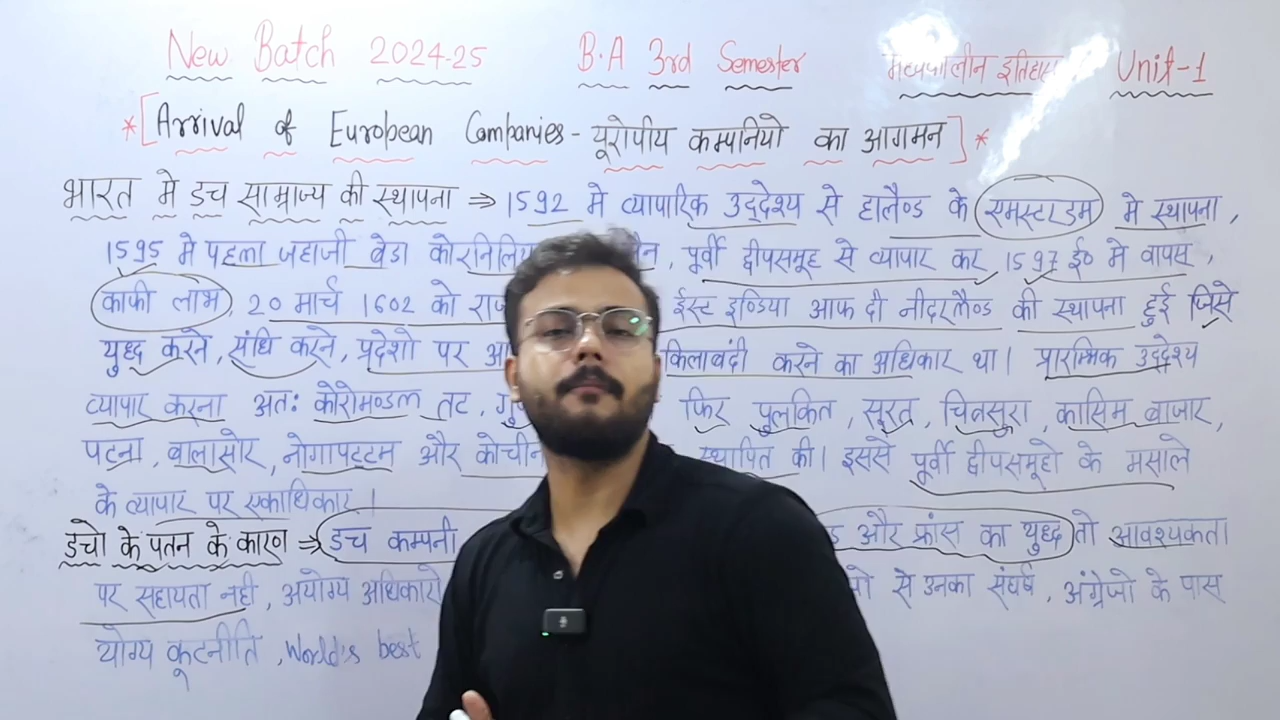 New Batch 2024-25 B.A 3rd Semester मध्यकालीन इतिहास Unit-1
*[Arrival of European Companies - यूरोपीय कम्पनियो का आगमन]*
भारत मे डच साम्राज्य की स्थापना ⇒ 1592 मे व्यापारिक उद्देश्य से हालैण्ड के एमस्टरडम मे स्थापना,
1595 मे पहला जहाजी बेडा कोरनिलि पूर्वी द्वीपसमूह से व्यापार कर, 1597 ई० मे वापस,
काफी लाभ, 20 मार्च 1602 को ईस्ट इण्डिया आफ दी नीदरलैण्ड की स्थापना हुई जिसे
युध्द करने, संधि करने, प्रदेशो पर किलाबंदी करने का अधिकार था। प्रारम्भिक उद्देश्य
व्यापार करना अतः कोरोमण्डल तट, फिर पुलकित, सूरत, चिनसुरा, कासिम बाजार,
पटना, बालासोर, नोगापट्टम और कोचीन स्थापित की। इससे पूर्वी द्वीपसमूहो के मसाले
के व्यापार पर एकाधिकार।
डचो के पतन के कारण ⇒ डच कम्पनी और फ्रांस का युध्द तो आवश्यकता
पर सहायता नही, अयोग्य से उनका संघर्ष, अंग्रेजो के पास
योग्य कूटनीति, World's best